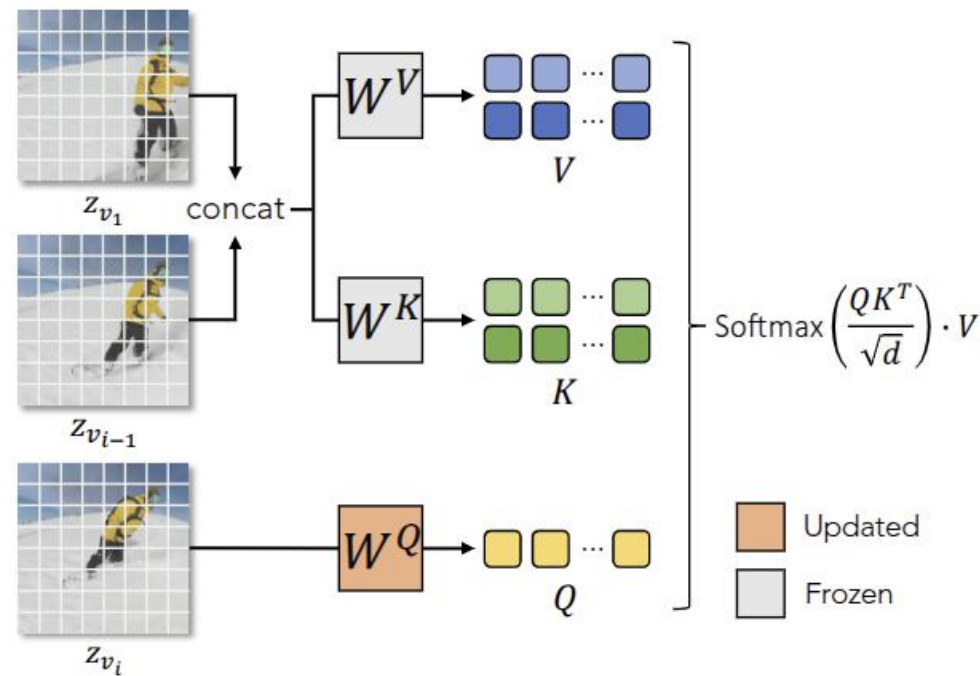 z_{v_1}
concat
z_{v_{i-1}}
z_{v_i}
W^V
W^K
W^Q
...
...
V
...
...
K
...
Q
Softmax (QK^T / √d) · V
Updated
Frozen